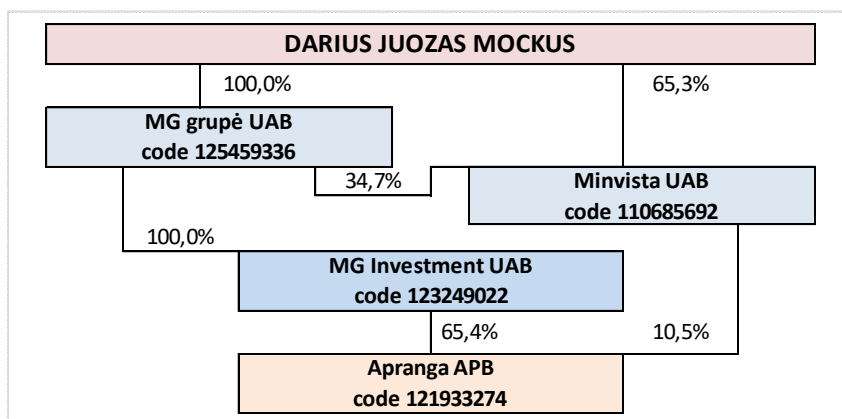 DARIUS JUOZAS MOCKUS
100,0%
65,3%
MG grupė UAB
code 125459336
34,7%
Minvista UAB
code 110685692
100,0%
MG Investment UAB
code 123249022
65,4%
10,5%
Apranga APB
code 121933274